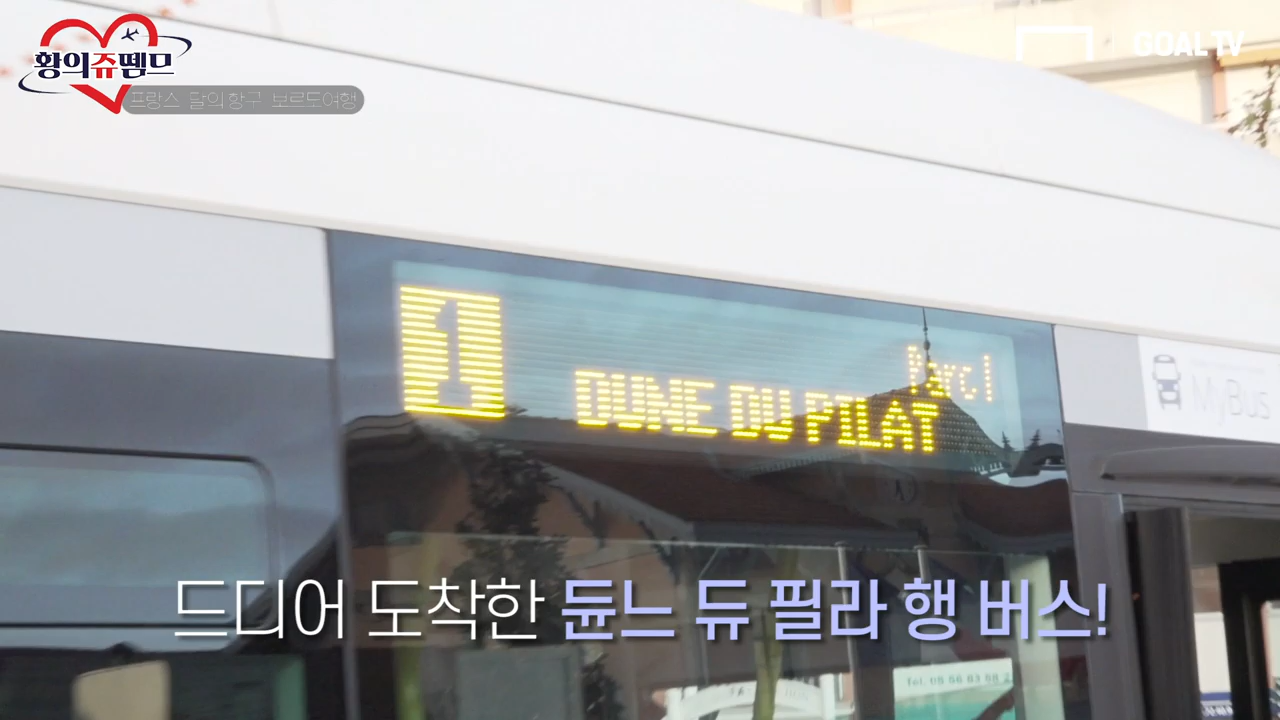 황의쥬뗌므
프랑스 달의항구 보르도여행
GOAL TV
1
Parc
DUNE DU PILAT
MyBus
드디어 도착한 듄느 듀 필라 행 버스!